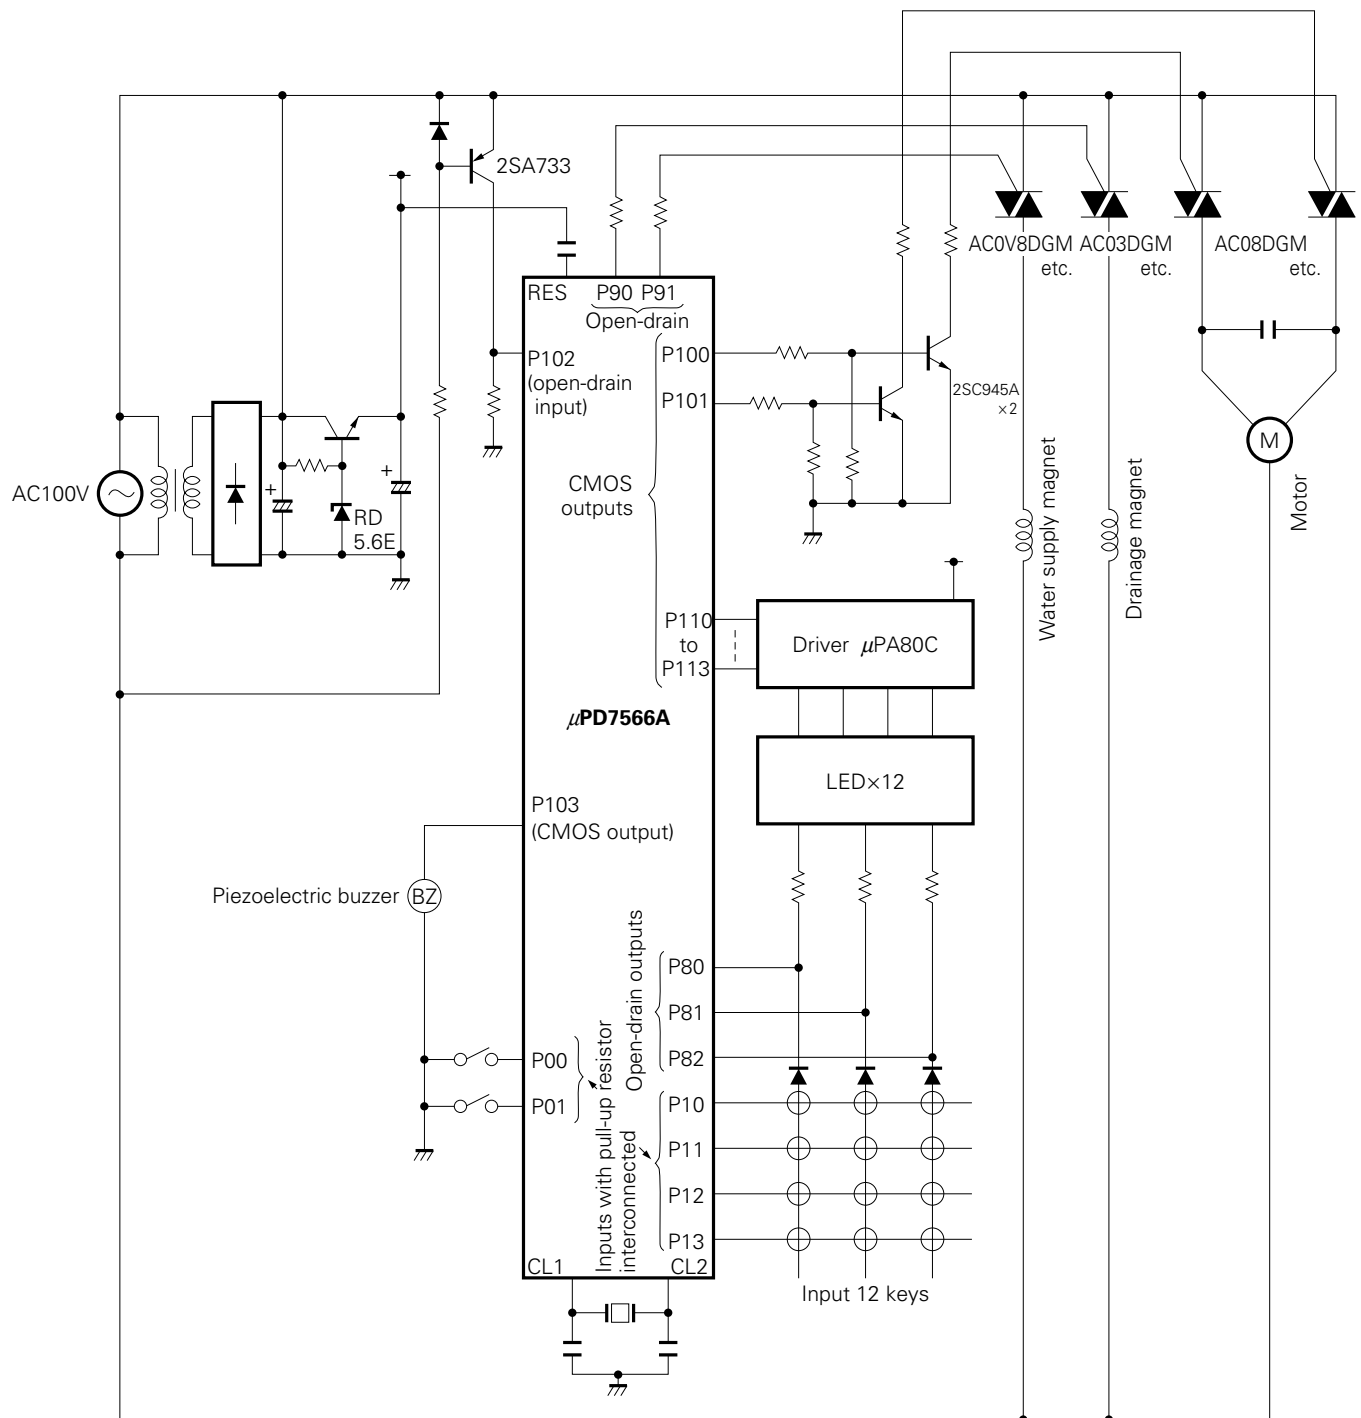 2SA733
AC0V8DGM
etc.
AC03DGM
etc.
AC08DGM
etc.
RES
P90 P91
Open-drain
P102
(open-drain
input)
P100
P101
2SC945A
×2
CMOS
outputs
AC100V
+
+
RD
5.6E
M
Motor
Water supply magnet
Drainage magnet
P110
to
P113
Driver μPA80C
μPD7566A
LED×12
P103
(CMOS output)
Piezoelectric buzzer
BZ
Open-drain outputs
P80
P81
P82
P00
P01
Inputs with pull-up resistor
interconnected
P10
P11
P12
P13
CL1
CL2
Input 12 keys